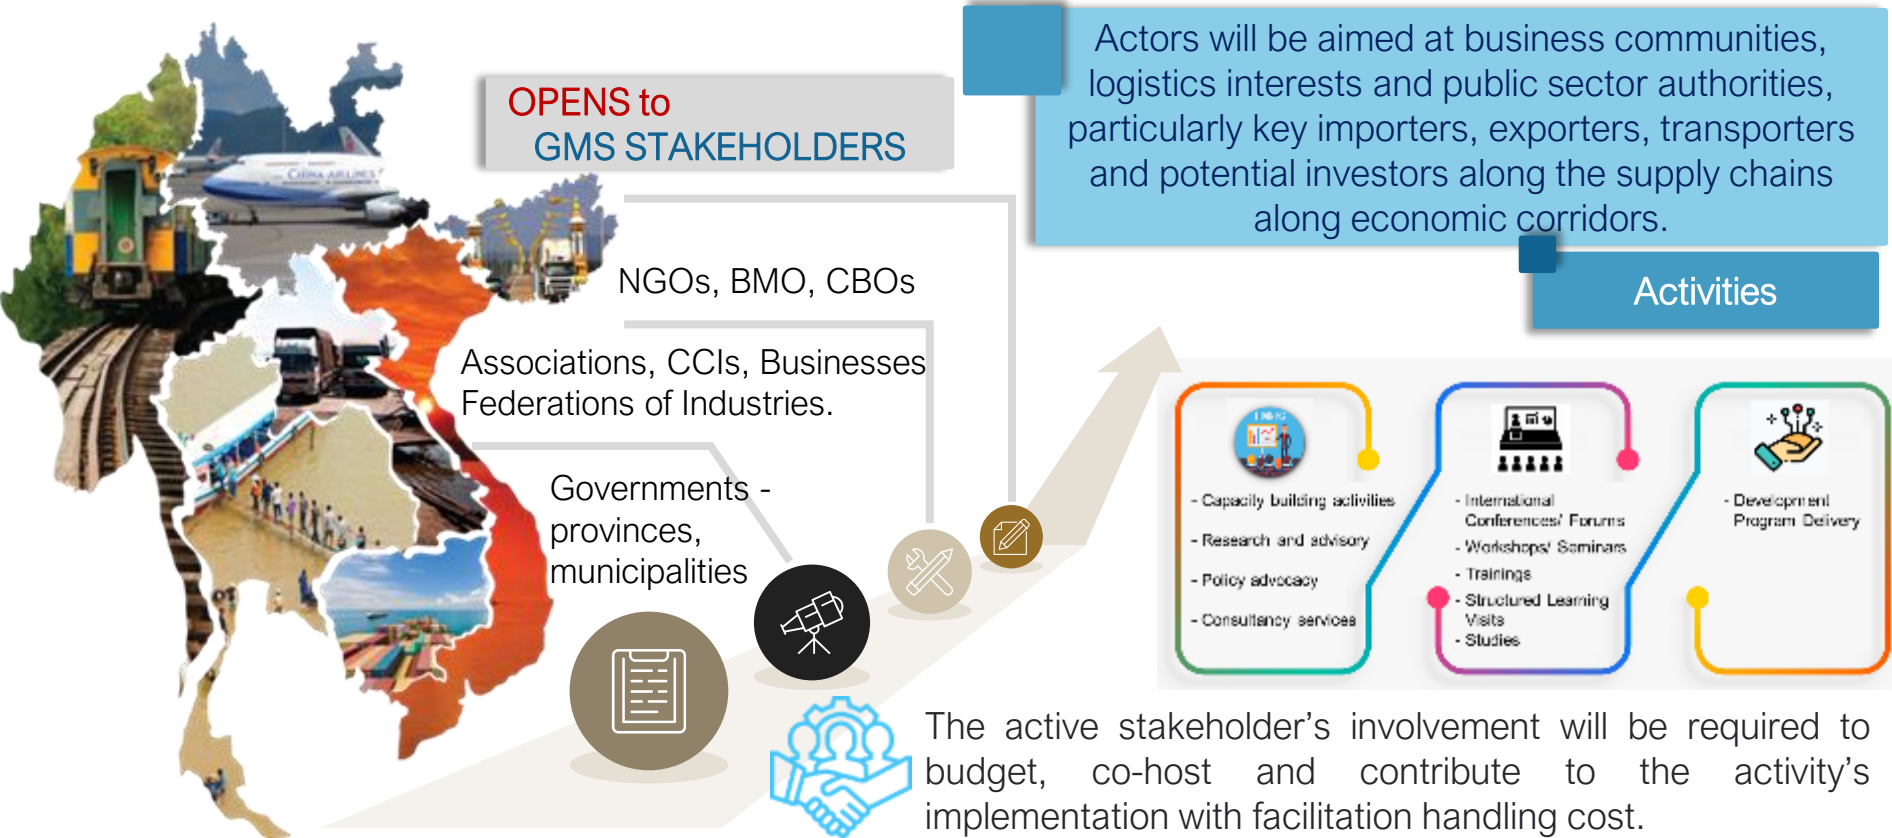 OPENS to
GMS STAKEHOLDERS
Actors will be aimed at business communities,
logistics interests and public sector authorities,
particularly key importers, exporters, transporters
and potential investors along the supply chains
along economic corridors.
CHINA AIRLINES
NGOs, BMO, CBOs
Associations, CCIs, Businesses
Federations of Industries.
Governments -
provinces,
municipalities
Activities
- Capacity building activities
- Research and advisory
- Policy advocacy
- Consultancy services
- International
Conferences/ Forums
- Workshops/ Seminars
- Trainings
- Structured Learning
Visits
- Studies
- Development
Program Delivery
The active stakeholder's involvement will be required to
budget, co-host and contribute to the activity's
implementation with facilitation handling cost.